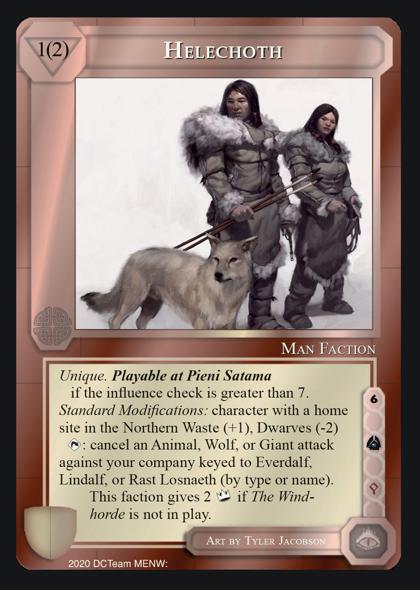 1(2)
HELECHOTH
MAN FACTION
Unique. Playable at Pieni Satama
if the influence check is greater than 7.
Standard Modifications: character with a home
site in the Northern Waste (+1), Dwarves (-2)
: cancel an Animal, Wolf, or Giant attack
against your company keyed to Everdalf,
Lindalf, or Rast Losnaeth (by type or name).
This faction gives 2 if The Wind-
horde is not in play.
6
ART BY TYLER JACOBSON
2020 DCTeam MENW: